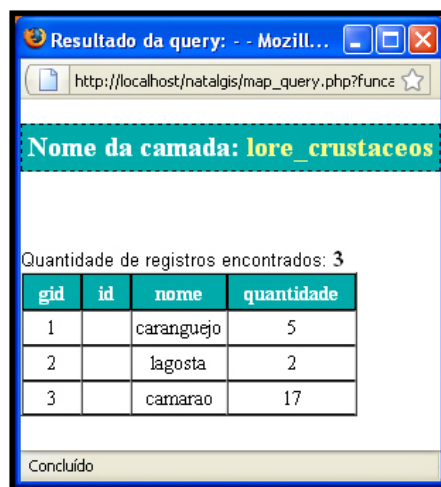 Resultado da query: - - Mozill...
http://localhost/natalgis/map_query.php?funca
Nome da camada: lore_crustaceos
Quantidade de registros encontrados: 3
gid id nome quantidade
1 caranguejo 5
2 lagosta 2
3 camarao 17
Concluído